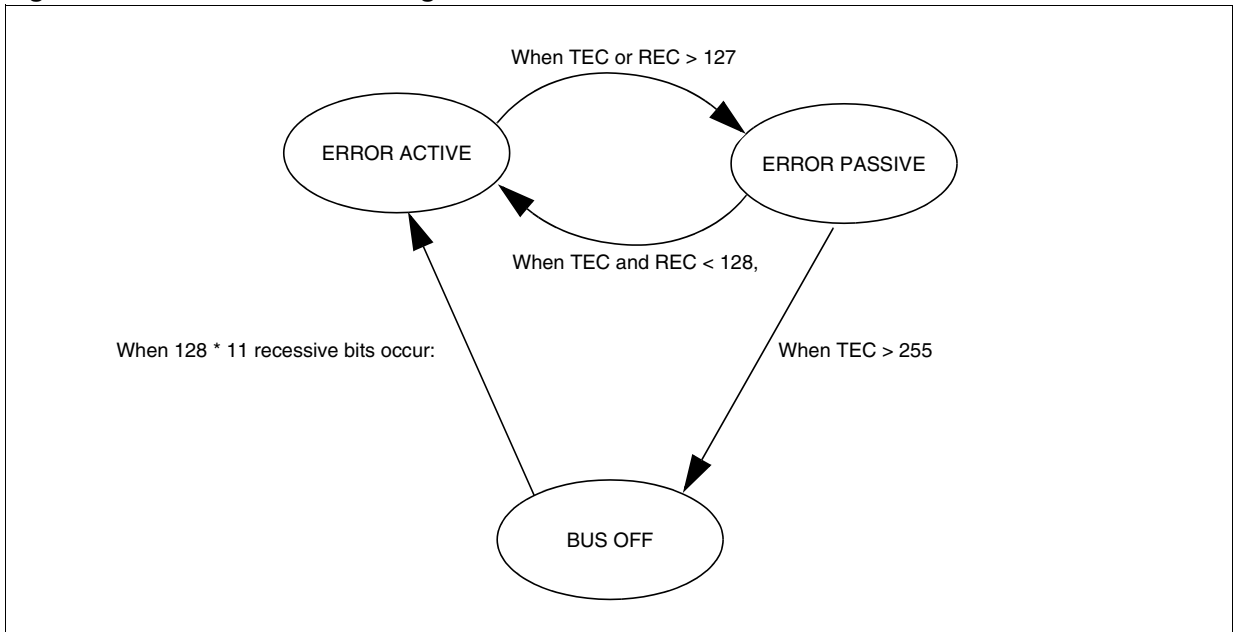 When TEC or REC > 127
ERROR ACTIVE
ERROR PASSIVE
When TEC and REC < 128,
When 128 * 11 recessive bits occur:
When TEC > 255
BUS OFF